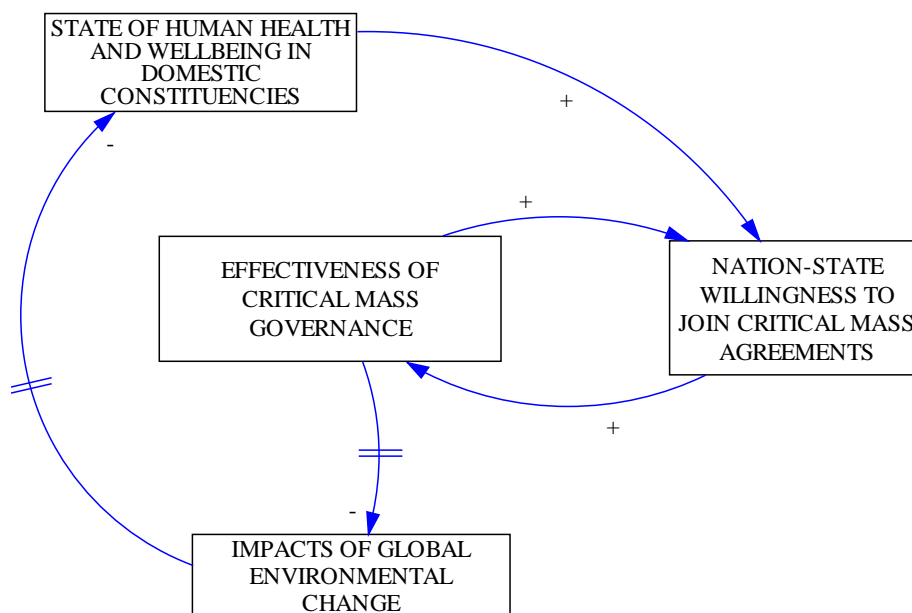 STATE OF HUMAN HEALTH
AND WELLBEING IN
DOMESTIC
CONSTITUENCIES
+
-
+
EFFECTIVENESS OF
CRITICAL MASS
GOVERNANCE
NATION-STATE
WILLINGNESS TO
JOIN CRITICAL MASS
AGREEMENTS
+
-
IMPACTS OF GLOBAL
ENVIRONMENTAL
CHANGE